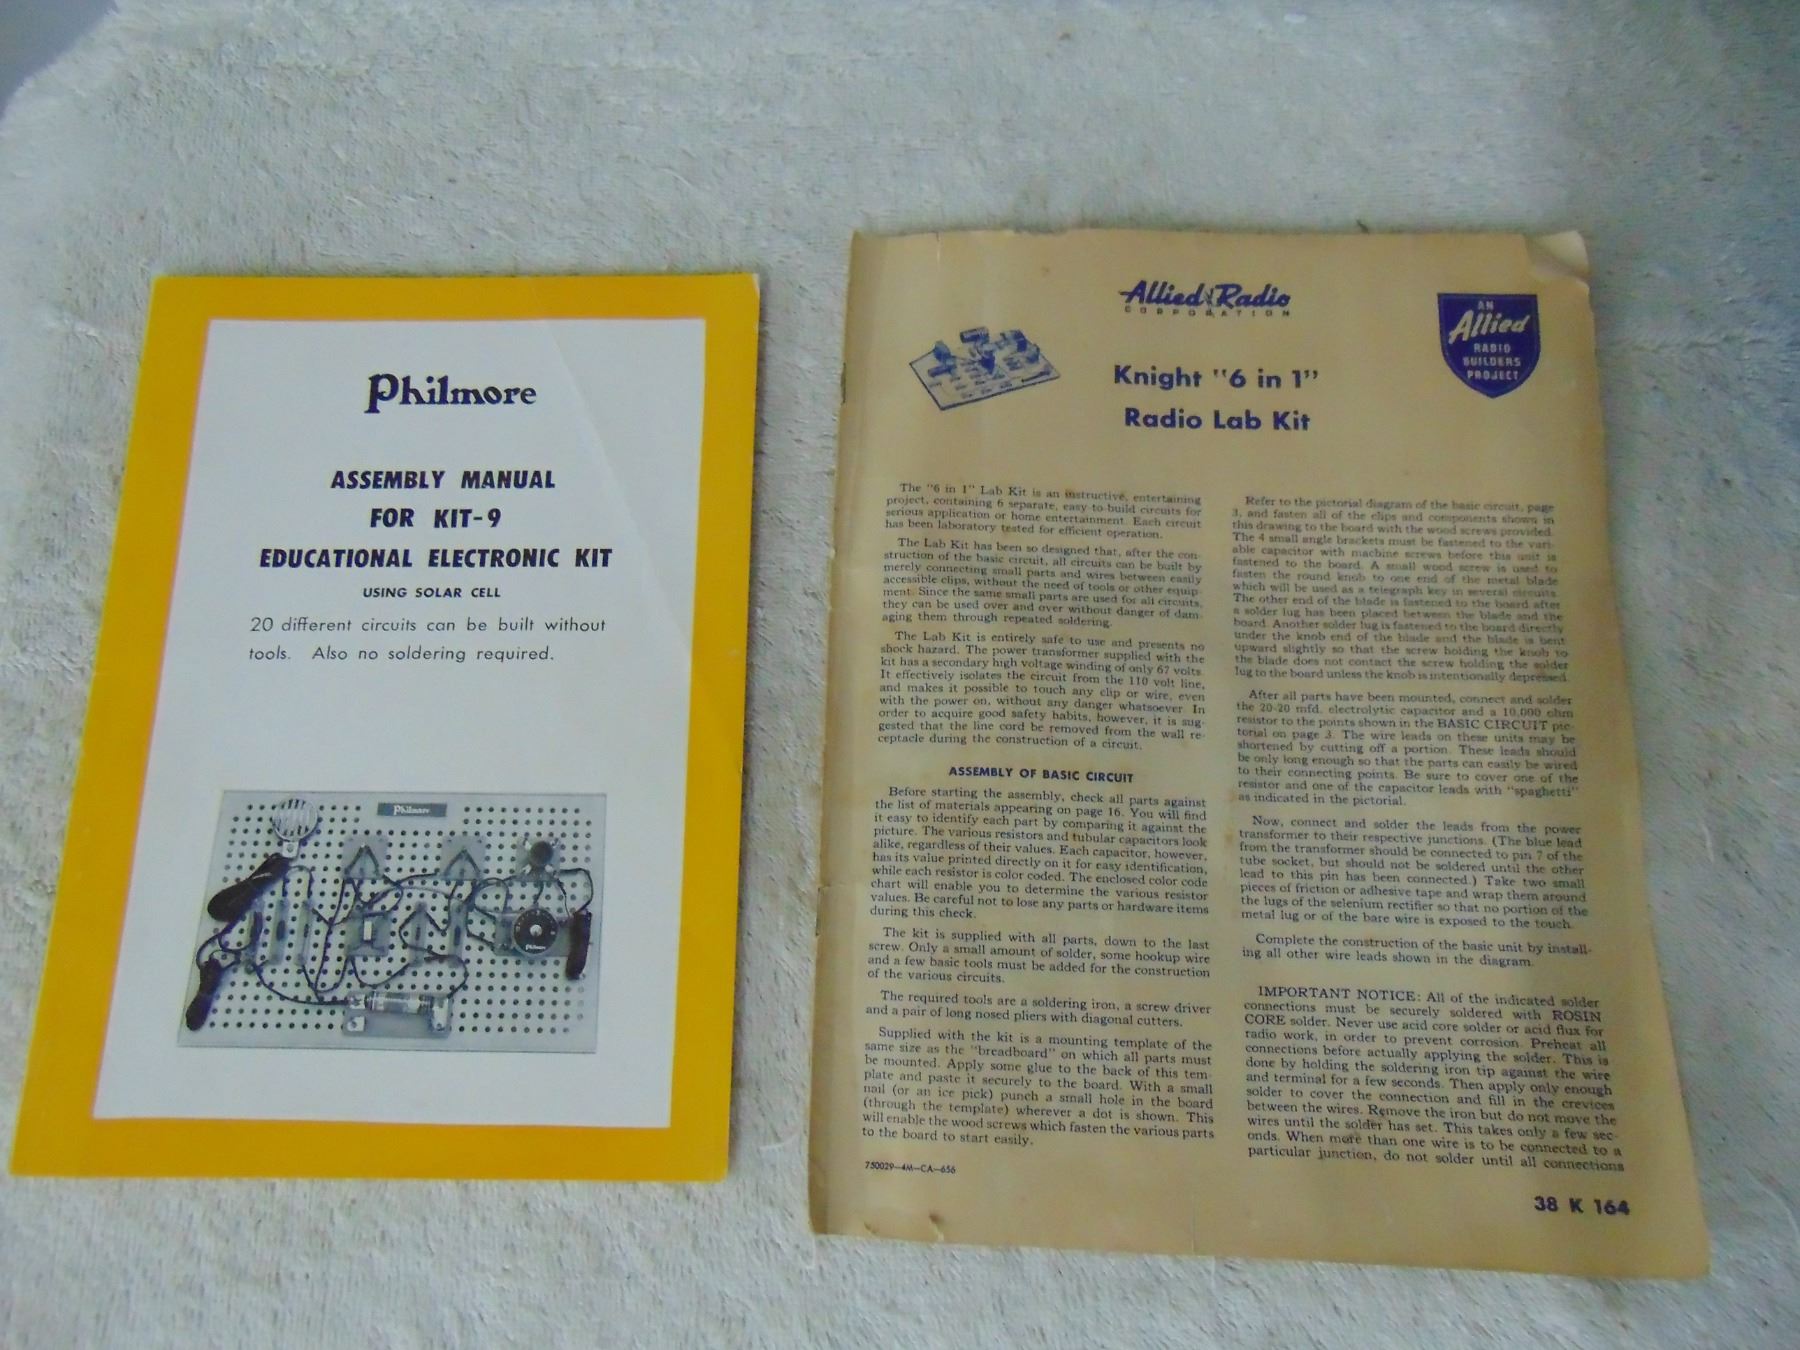 Philmore
ASSEMBLY MANUAL
FOR KIT-9
EDUCATIONAL ELECTRONIC KIT
USING SOLAR CELL
20 different circuits can be built without
tools. Also no soldering required.
Philmore
Philmore
Allied Radio
CORPORATION
Knight "6 in 1"
Radio Lab Kit
AN
Allied
RADIO
BUILDERS
PROJECT
The "6 in 1" Lab Kit is an instructive, entertaining
project, containing 6 separate, easy to build circuits for
serious application or home entertainment. Each circuit
has been laboratory tested for efficient operation.
The Lab Kit has been so designed that, after the con-
struction of the basic circuit, all circuits can be built by
merely connecting small parts and wires between easily
accessible clips, without the need of tools or other equip-
ment. Since the same small parts are used for all circuits,
they can be used over and over without danger of dam-
aging them through repeated soldering.
The Lab Kit is entirely safe to use and presents no
shock hazard. The power transformer supplied with the
kit has a secondary high voltage winding of only 67 volts.
It effectively isolates the circuit from the 110 volt line,
and makes it possible to touch any clip or wire, even
with the power on, without any danger whatsoever. In
order to acquire good safety habits, however, it is sug-
gested that the line cord be removed from the wall re-
ceptacle during the construction of a circuit.
ASSEMBLY OF BASIC CIRCUIT
Before starting the assembly, check all parts against
the list of materials appearing on page 16. You will find
it easy to identify each part by comparing it against the
picture. The various resistors and tubular capacitors look
alike, regardless of their values. Each capacitor, however,
has its value printed directly on it for easy identification,
while each resistor is color coded. The enclosed color code
chart will enable you to determine the various resistor
values. Be careful not to lose any parts or hardware items
during this check.
The kit is supplied with all parts, down to the last
screw. Only a small amount of solder, some hookup wire
and a few basic tools must be added for the construction
of the various circuits.
The required tools are a soldering iron, a screw driver
and a pair of long nosed pliers with diagonal cutters.
Supplied with the kit is a mounting template of the
same size as the "breadboard" on which all parts must
be mounted. Apply some glue to the back of this tem-
plate and paste it securely to the board. With a small
nail (or an ice pick) punch a small hole in the board
(through the template) wherever a dot is shown. This
will enable the wood screws which fasten the various parts
to the board to start easily.
750029-4M-CA-656
Refer to the pictorial diagram of the basic circuit, page
3, and fasten all of the clips and components shown in
this drawing to the board with the wood screws provided.
The 4 small angle brackets must be fastened to the vari-
able capacitor with machine screws before this unit is
fastened to the board. A small wood screw is used to
fasten the round knob to one end of the metal blade
which will be used as a telegraph key in several circuits.
The other end of the blade is fastened to the board after
a solder lug has been placed between the blade and the
board. Another solder lug is fastened to the board directly
under the knob end of the blade and the blade is bent
upward slightly so that the screw holding the knob to
the blade does not contact the screw holding the solder
lug to the board unless the knob is intentionally depressed.
After all parts have been mounted, connect and solder
the 20-20 mfd. electrolytic capacitor and a 10,000 ohm
resistor to the points shown in the BASIC CIRCUIT pic-
torial on page 3. The wire leads on these units may be
shortened by cutting off a portion. These leads should
be only long enough so that the parts can easily be wired
to their connecting points. Be sure to cover one of the
resistor and one of the capacitor leads with "spaghetti"
as indicated in the pictorial.
Now, connect and solder the leads from the power
transformer to their respective junctions. (The blue lead
from the transformer should be connected to pin 7 of the
tube socket, but should not be soldered until the other
lead to this pin has been connected.) Take two small
pieces of friction or adhesive tape and wrap them around
the lugs of the selenium rectifier so that no portion of the
metal lug or of the bare wire is exposed to the touch.
Complete the construction of the basic unit by install-
ing all other wire leads shown in the diagram.
IMPORTANT NOTICE: All of the indicated solder
connections must be securely soldered with ROSIN
CORE solder. Never use acid core solder or acid flux for
radio work, in order to prevent corrosion. Preheat all
connections before actually applying the solder. This is
done by holding the soldering iron tip against the wire
and terminal for a few seconds. Then apply only enough
solder to cover the connection and fill in the crevices
between the wires. Remove the iron but do not move the
wires until the solder has set. This takes only a few sec-
onds. When more than one wire is to be connected to a
particular junction, do not solder until all connections
38 K 164